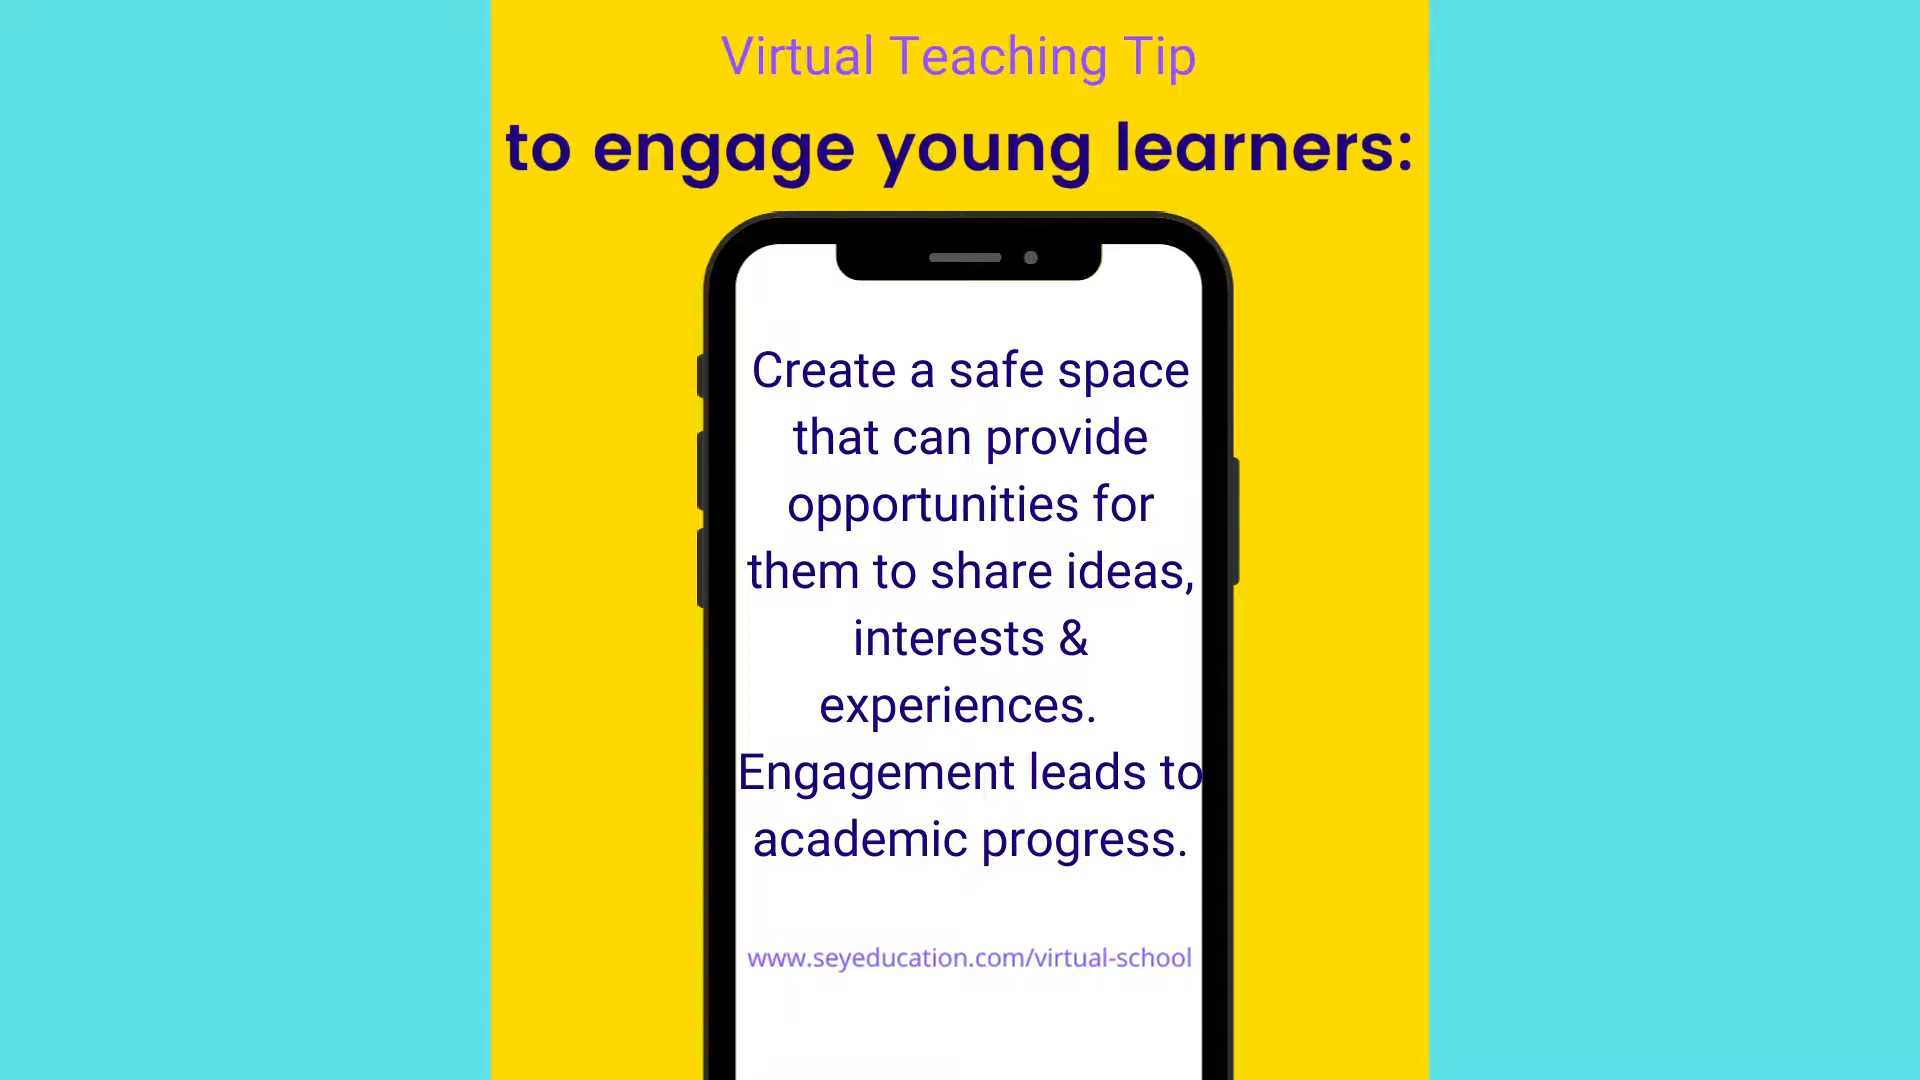 Virtual Teaching Tip
to engage young learners:
Create a safe space
that can provide
opportunities for
them to share ideas,
interests &
experiences.
Engagement leads to
academic progress.
www.seyeducation.com/virtual-school